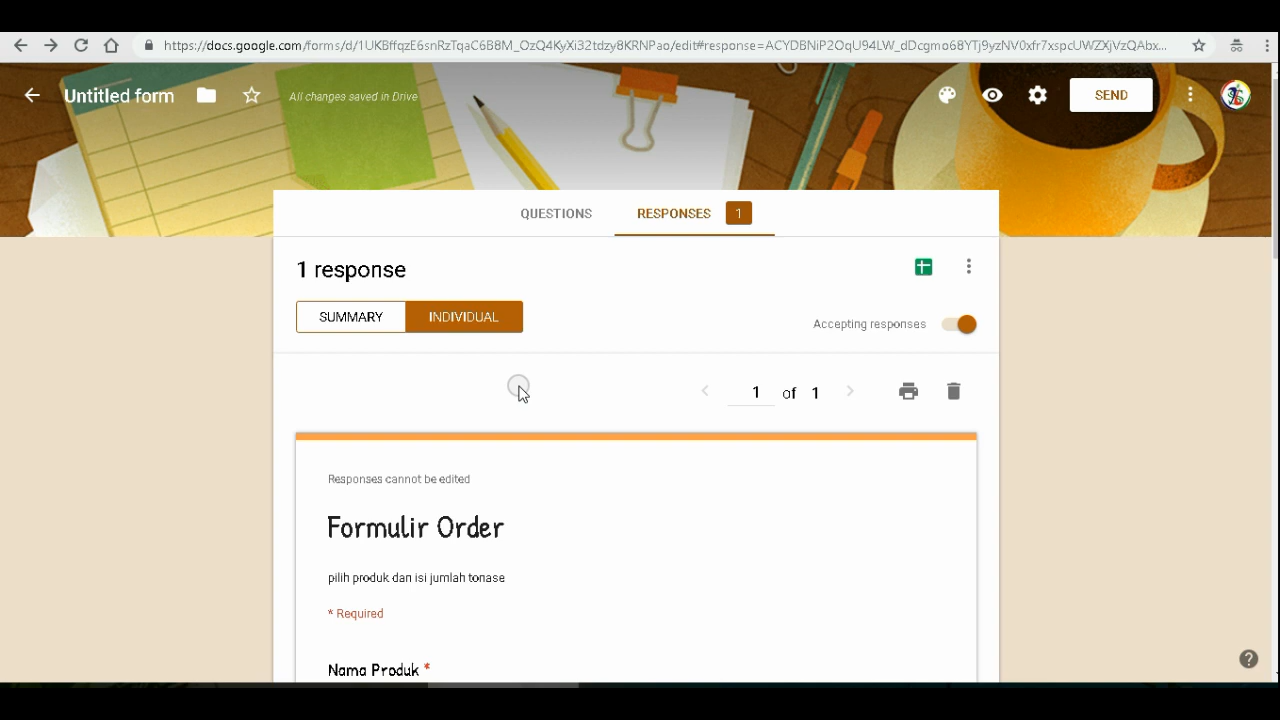 https://docs.google.com/forms/d/1UKBffqzE6snRzTqaC6B8M_OzQ4KyXi32tdzy8KRNPao/edit#response=ACYDBNiP2OqU94LW_dDcgmo68YTj9yzNV0xfr7xspcUWZXjVzQAbx...
Untitled form
All changes saved in Drive
SEND
QUESTIONS
RESPONSES 1
1 response
SUMMARY
INDIVIDUAL
Accepting responses
1 of 1
Responses cannot be edited
Formulir Order
pilih produk dan isi jumlah tonase
* Required
Nama Produk *